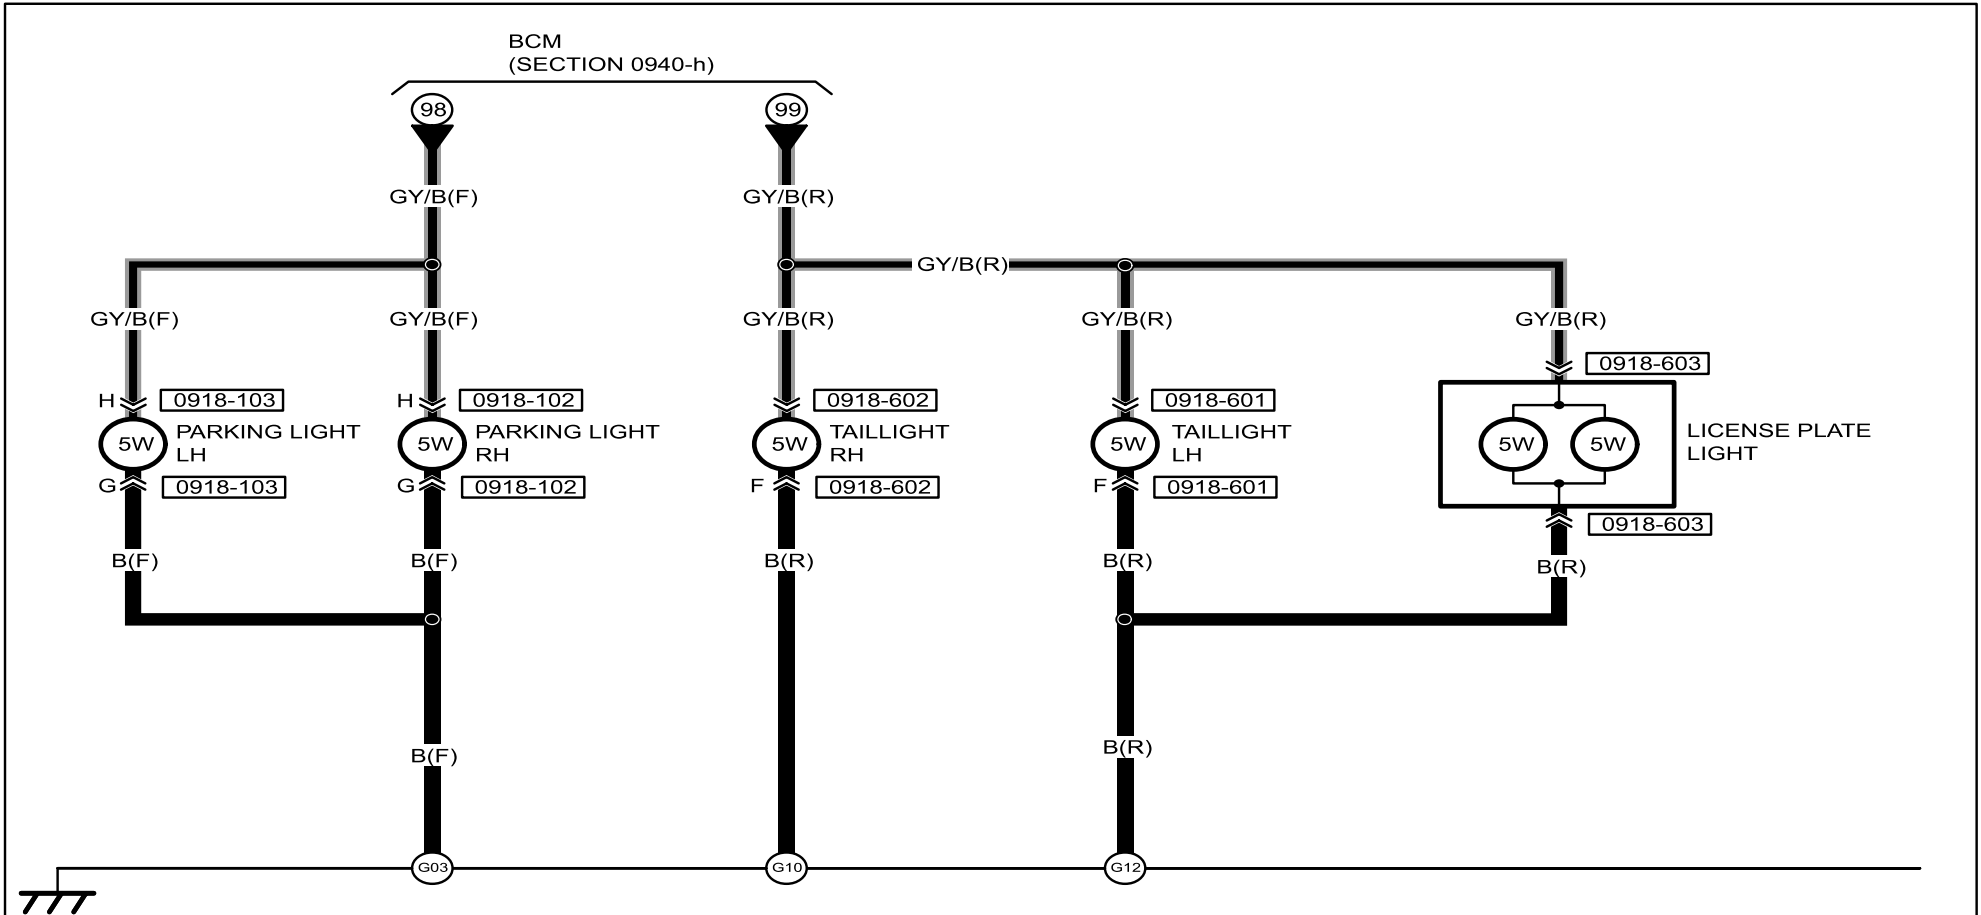 BCM
(SECTION 0940-h)
98
99
GY/B(F)
GY/B(R)
GY/B(R)
GY/B(F)
GY/B(F)
GY/B(R)
GY/B(R)
GY/B(R)
0918-603
H
0918-103
H
0918-102
0918-602
0918-601
5W
PARKING LIGHT
LH
5W
PARKING LIGHT
RH
5W
TAILLIGHT
RH
5W
TAILLIGHT
LH
5W
5W
LICENSE PLATE
LIGHT
G
0918-103
G
0918-102
F
0918-602
F
0918-601
0918-603
B(F)
B(F)
B(R)
B(R)
B(R)
B(F)
B(R)
G03
G10
G12